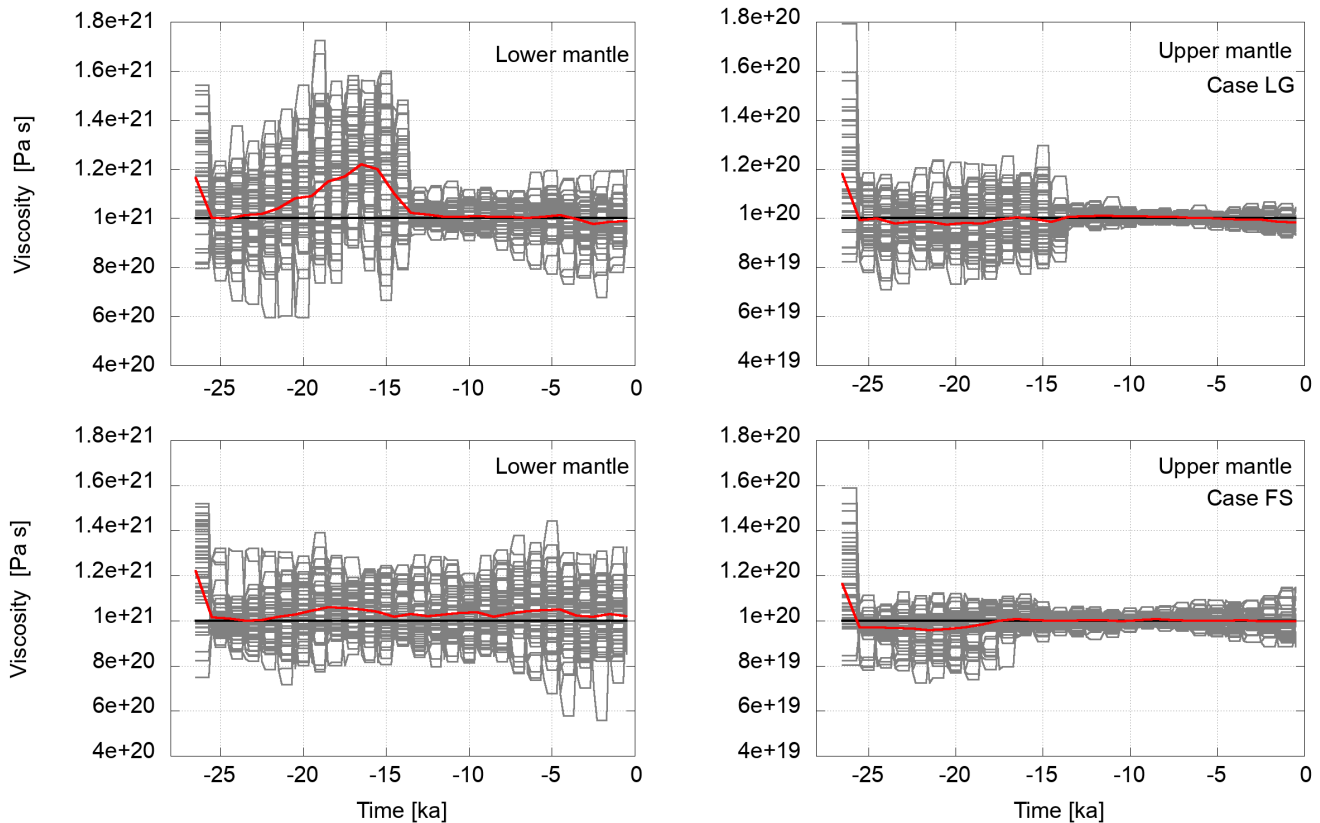 1.8e+21
1.6e+21
1.4e+21
1.2e+21
1e+21
8e+20
6e+20
4e+20
Viscosity [Pa s]
Lower mantle
-25 -20 -15 -10 -5 0
1.8e+20
1.6e+20
1.4e+20
1.2e+20
1e+20
8e+19
6e+19
4e+19
Upper mantle
Case LG
-25 -20 -15 -10 -5 0
1.8e+21
1.6e+21
1.4e+21
1.2e+21
1e+21
8e+20
6e+20
4e+20
Viscosity [Pa s]
Lower mantle
-25 -20 -15 -10 -5 0
Time [ka]
1.8e+20
1.6e+20
1.4e+20
1.2e+20
1e+20
8e+19
6e+19
4e+19
Upper mantle
Case FS
-25 -20 -15 -10 -5 0
Time [ka]